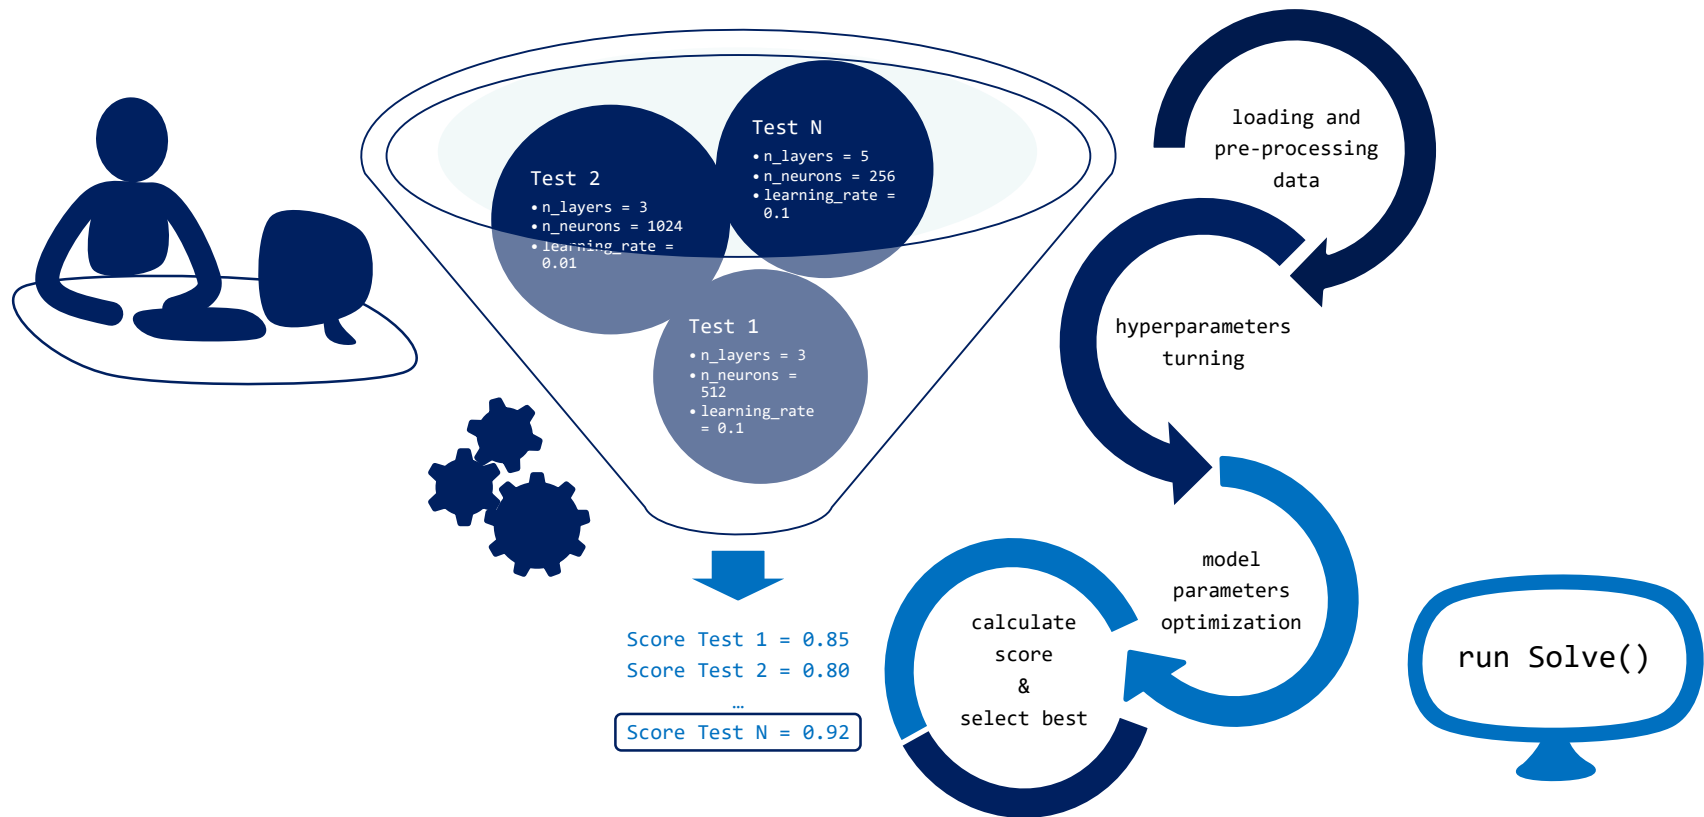 Test N
• n_layers = 5
• n_neurons = 256
• learning_rate =
0.1
Test 2
• n_layers = 3
• n_neurons = 1024
• learning_rate =
0.01
Test 1
• n_layers = 3
• n_neurons =
512
• learning_rate
= 0.1
Score Test 1 = 0.85
Score Test 2 = 0.80
…
Score Test N = 0.92
loading and
pre-processing
data
hyperparameters
turning
model
parameters
optimization
calculate
score
&
select best
run Solve()